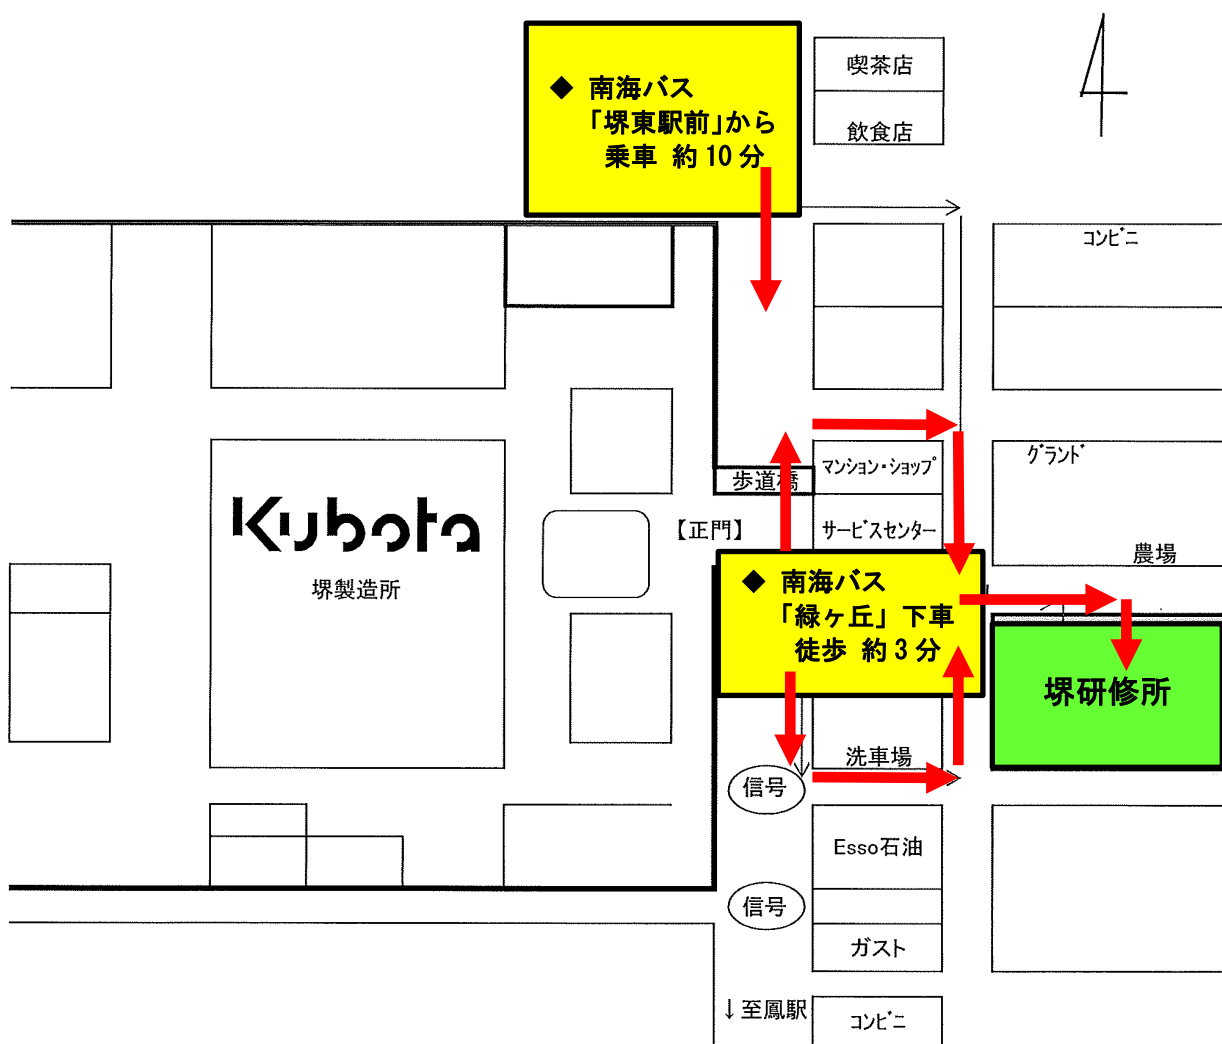 喫茶店
◆ 南海バス
「堺東駅前」から
乗車 約10分
飲食店
コンビニ
グランド
マンション・ショップ
歩道橋
Kubota
【正門】
サービスセンター
農場
堺製造所
◆ 南海バス
「緑ヶ丘」下車
徒歩 約3分
堺研修所
洗車場
信号
Esso石油
信号
ガスト
↓至鳳駅
コンビニ